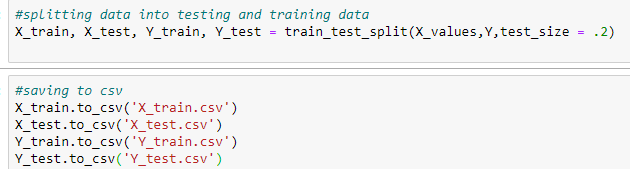 #splitting data into testing and training data
X_train, X_test, Y_train, Y_test = train_test_split(X_values,Y,test_size = .2)
#saving to csv
X_train.to_csv('X_train.csv')
X_test.to_csv('X_test.csv')
Y_train.to_csv('Y_train.csv')
Y_test.to_csv('Y_test.csv')